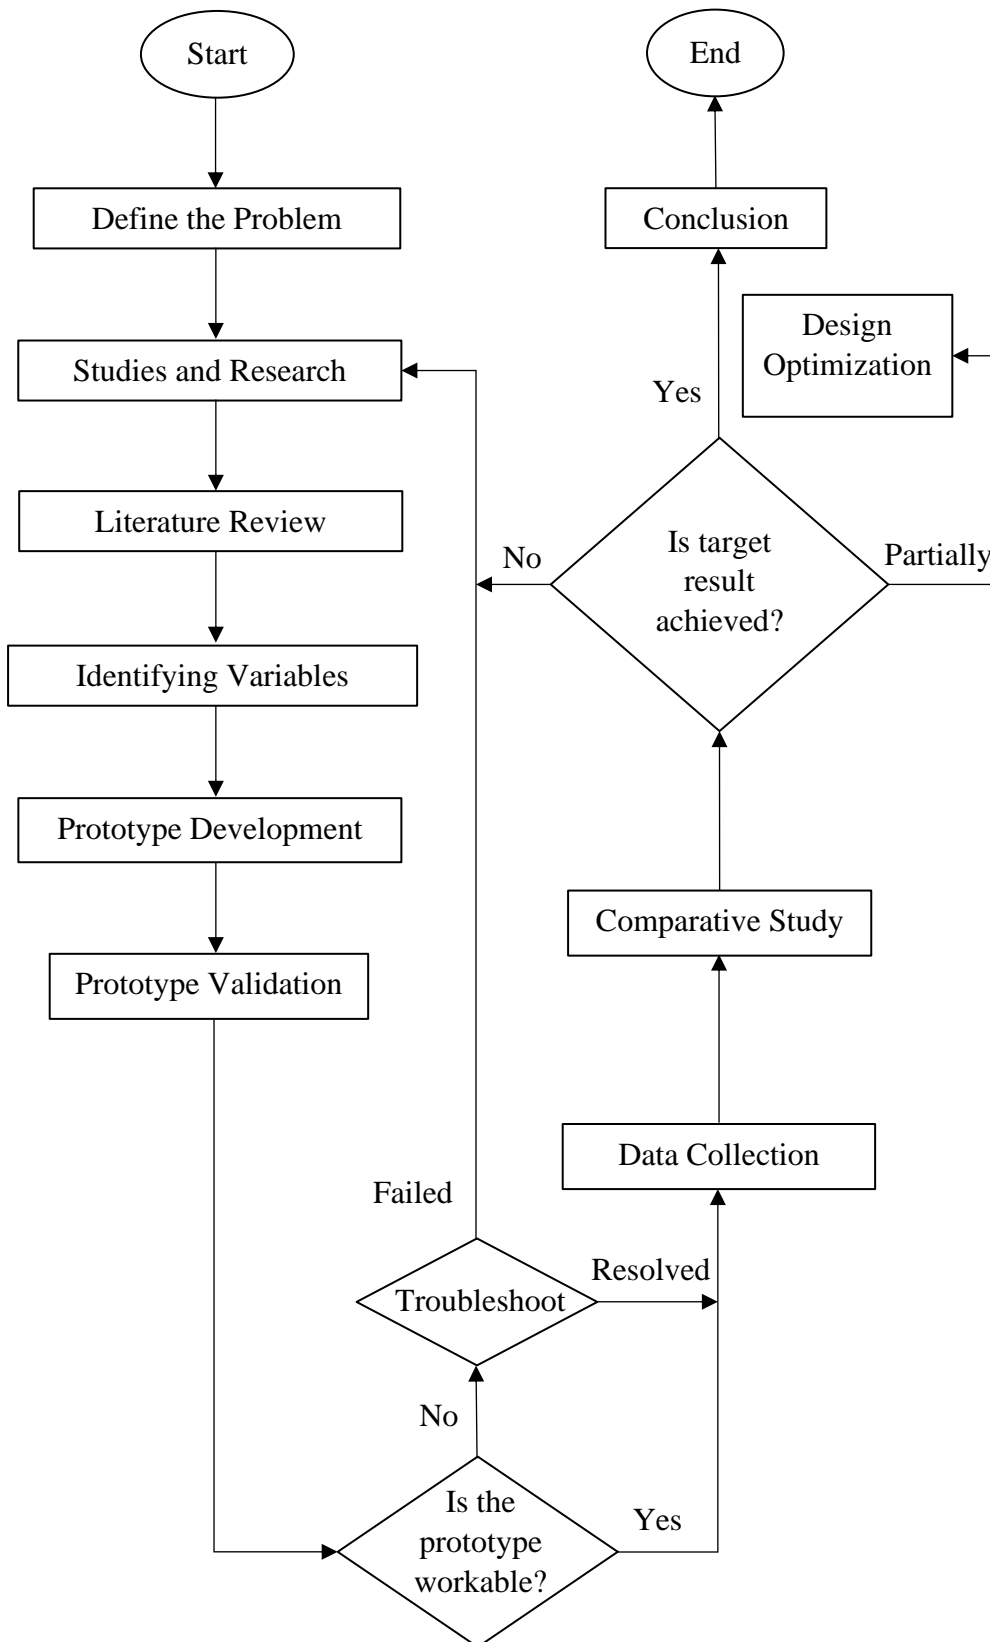 Start
Define the Problem
Studies and Research
Literature Review
Identifying Variables
Prototype Development
Prototype Validation
Is the
prototype
workable?
No
Yes
Troubleshoot
Failed
Resolved
Data Collection
Comparative Study
Is target
result
achieved?
No
Partially
Yes
Design
Optimization
Conclusion
End